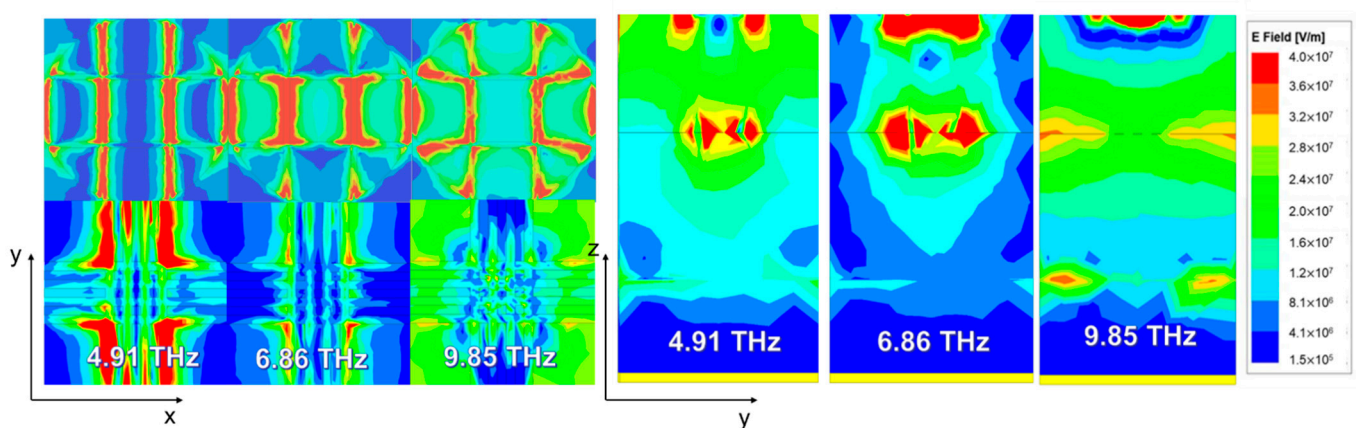 y
4.91 THz
6.86 THz
9.85 THz
x
z
4.91 THz
6.86 THz
9.85 THz
y
E Field [V/m]
4.0×10⁷
3.6×10⁷
3.2×10⁷
2.8×10⁷
2.4×10⁷
2.0×10⁷
1.6×10⁷
1.2×10⁷
8.1×10⁶
4.1×10⁶
1.5×10⁵